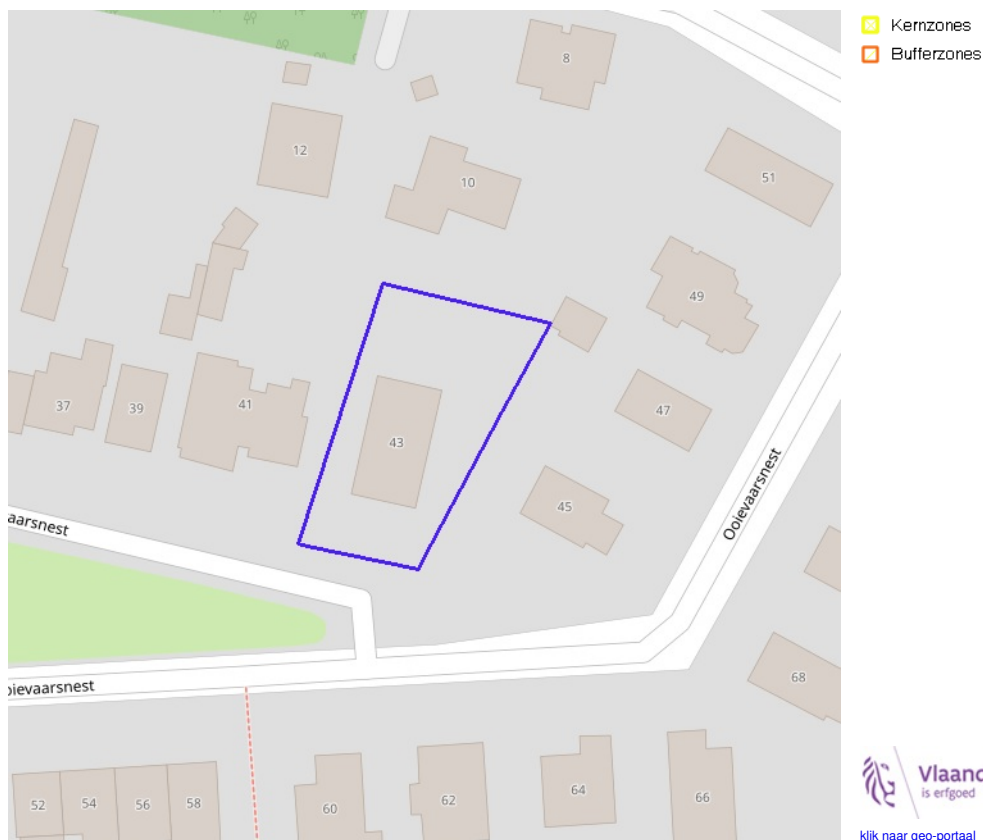 Kernzones
Bufferzones
8
12
10
51
49
37
39
41
43
47
45
Ooievaarsnest
aarsnest
oievaarsnest
68
52
54
56
58
60
62
64
66
Vlaand
is erfgoed
klik naar geo-portaal